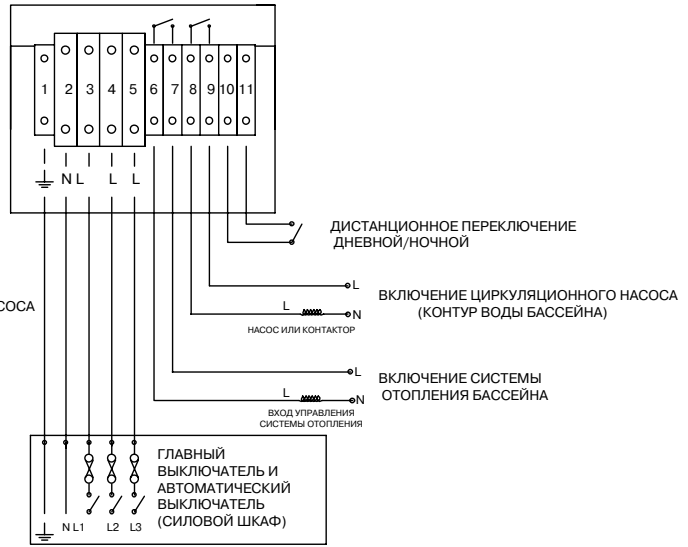 1 2 3 4 5 6 7 8 9 10 11
N L L L
ДИСТАНЦИОННОЕ ПЕРЕКЛЮЧЕНИЕ
ДНЕВНОЙ/НОЧНОЙ
L
ВКЛЮЧЕНИЕ ЦИРКУЛЯЦИОННОГО НАСОСА
(КОНТУР ВОДЫ БАССЕЙНА)
L
N
НАСОС ИЛИ КОНТАКТОР
L
ВКЛЮЧЕНИЕ СИСТЕМЫ
ОТОПЛЕНИЯ БАССЕЙНА
L
N
ВХОД УПРАВЛЕНИЯ
СИСТЕМЫ ОТОПЛЕНИЯ
ГЛАВНЫЙ
ВЫКЛЮЧАТЕЛЬ И
АВТОМАТИЧЕСКИЙ
ВЫКЛЮЧАТЕЛЬ
(СИЛОВОЙ ШКАФ)
N L1 L2 L3